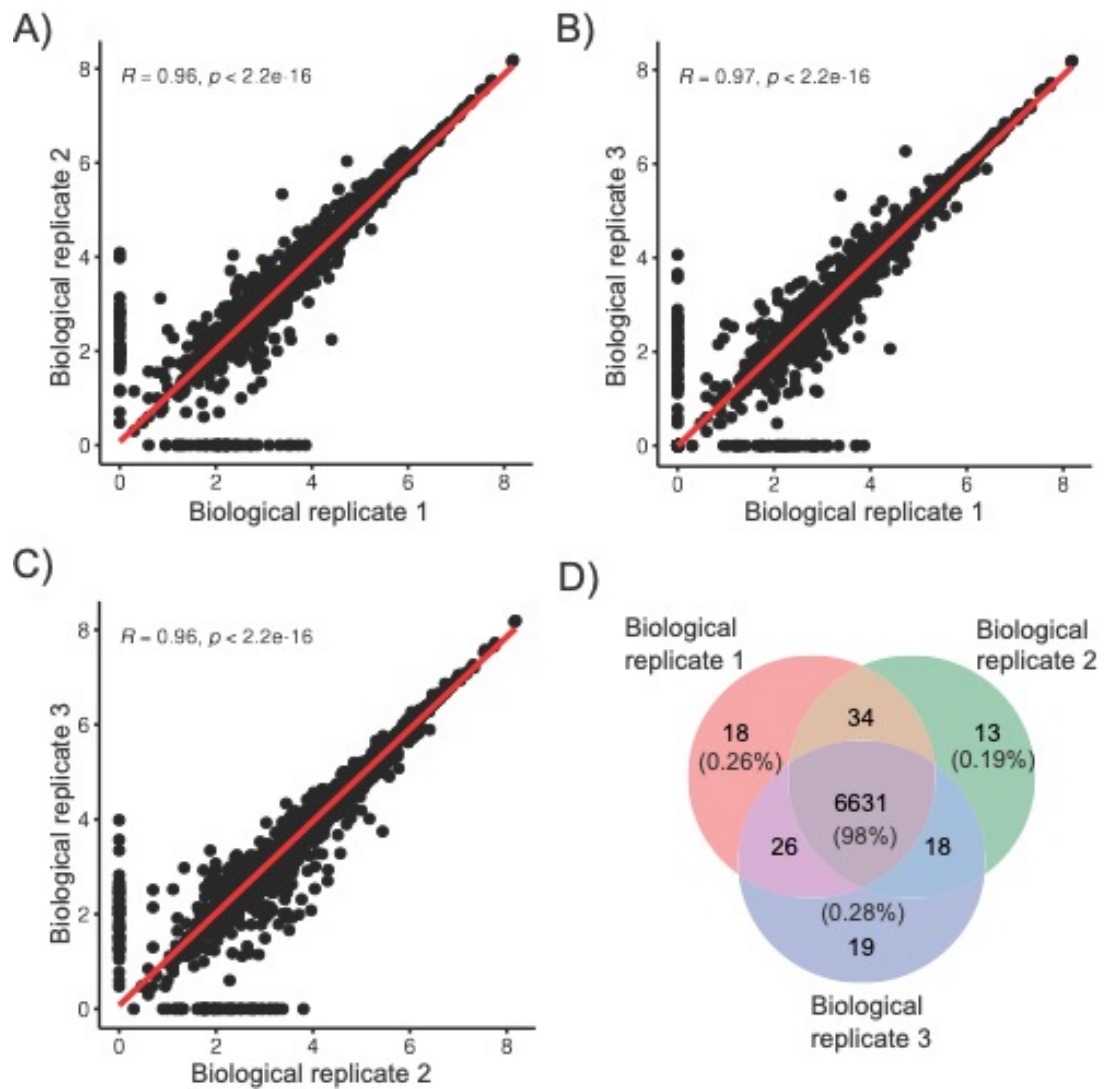 A)
R = 0.96, p < 2.2e-16
8
6
4
2
0
Biological replicate 2
0 2 4 6 8
Biological replicate 1
B)
R = 0.97, p < 2.2e-16
8
6
4
2
0
Biological replicate 3
0 2 4 6 8
Biological replicate 1
C)
R = 0.96, p < 2.2e-16
8
6
4
2
0
Biological replicate 3
0 2 4 6 8
Biological replicate 2
D)
Biological
replicate 1
Biological
replicate 2
34
18
(0.26%)
13
(0.19%)
6631
(98%)
26
18
(0.28%)
19
Biological
replicate 3